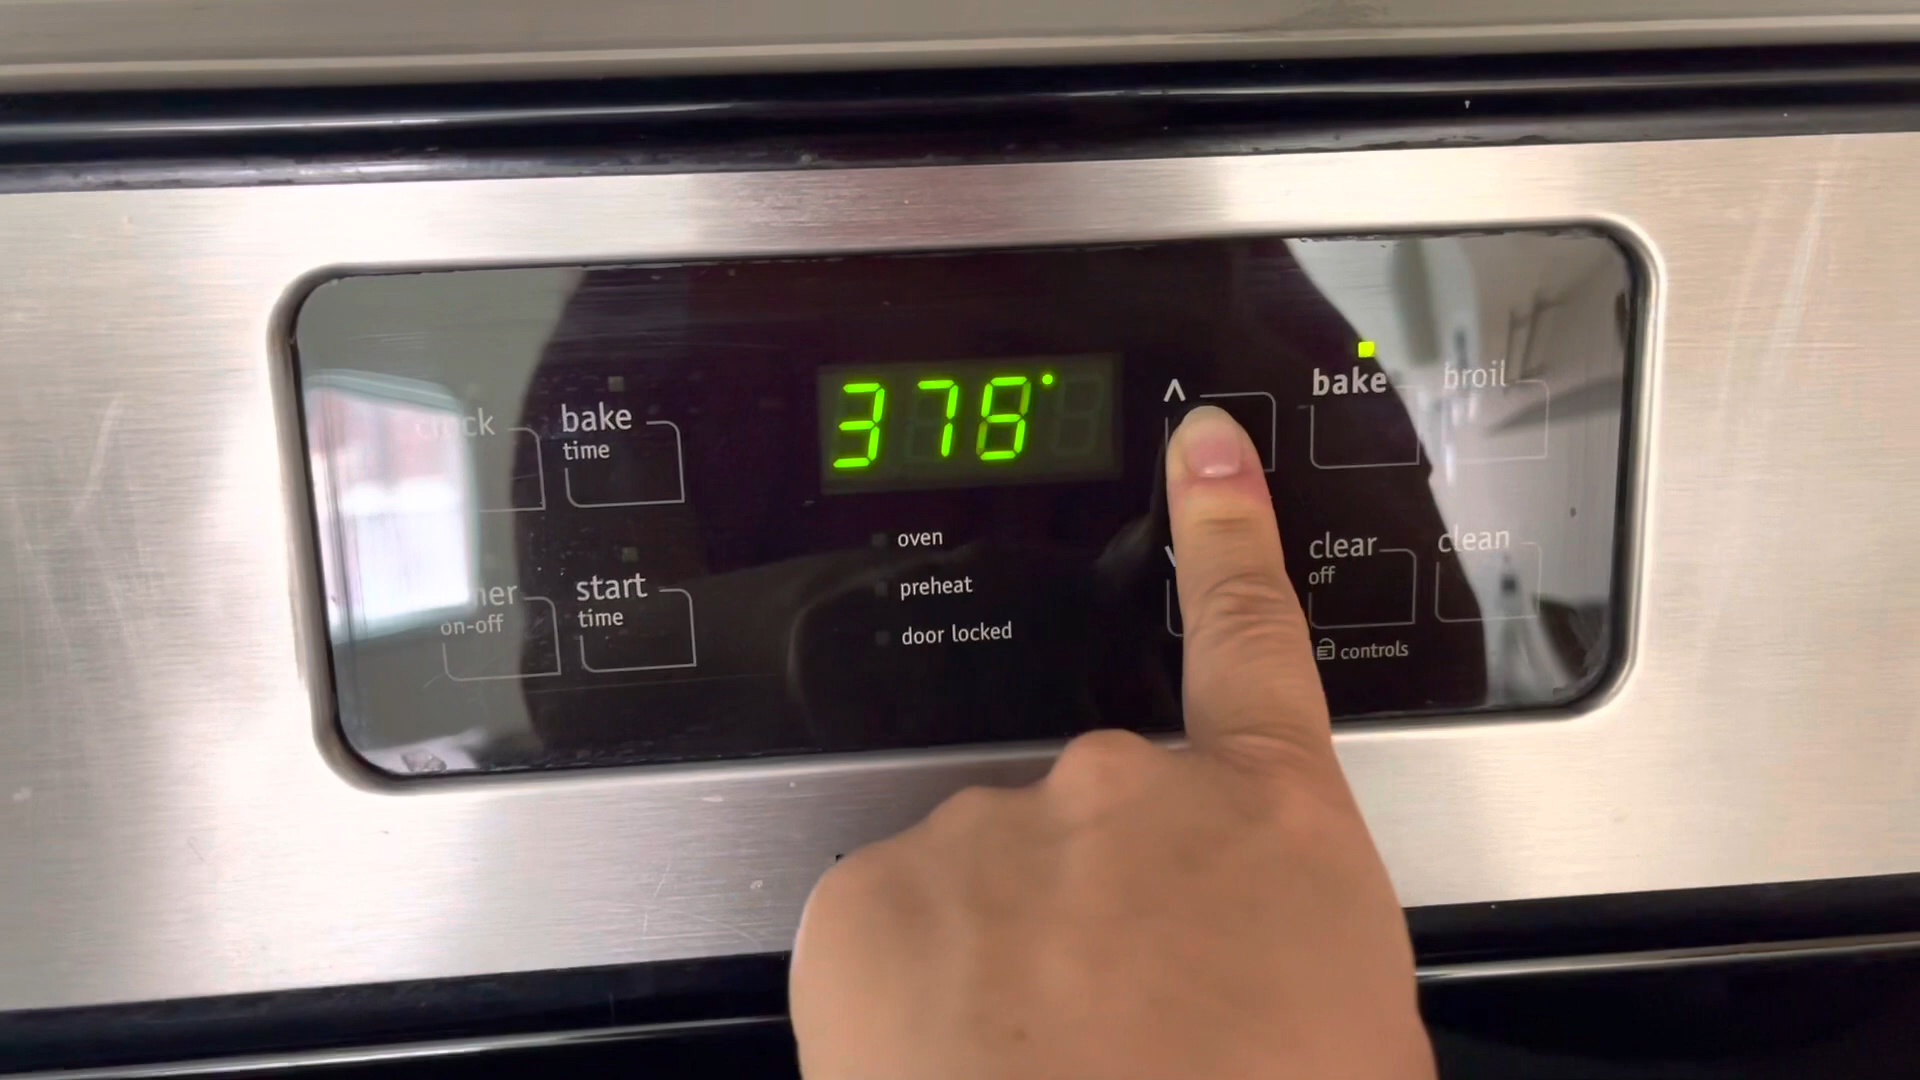 378°
^
bake
broil
clock
bake
time
oven
preheat
door locked
clear
off
clean
on-off
start
time
controls